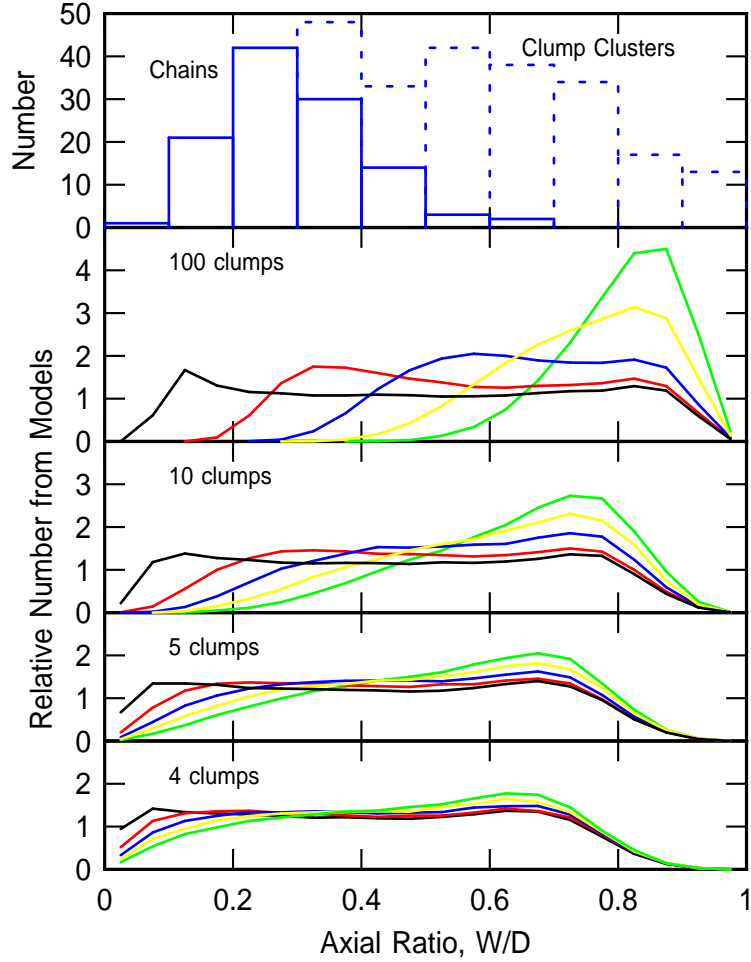 50
40
30
20
10
0
Number
Chains
Clump Clusters
4
3
2
1
0
100 clumps
3
2
1
0
10 clumps
Relative Number from Models
2
1
0
5 clumps
2
1
0
4 clumps
0 0.2 0.4 0.6 0.8 1
Axial Ratio, W/D